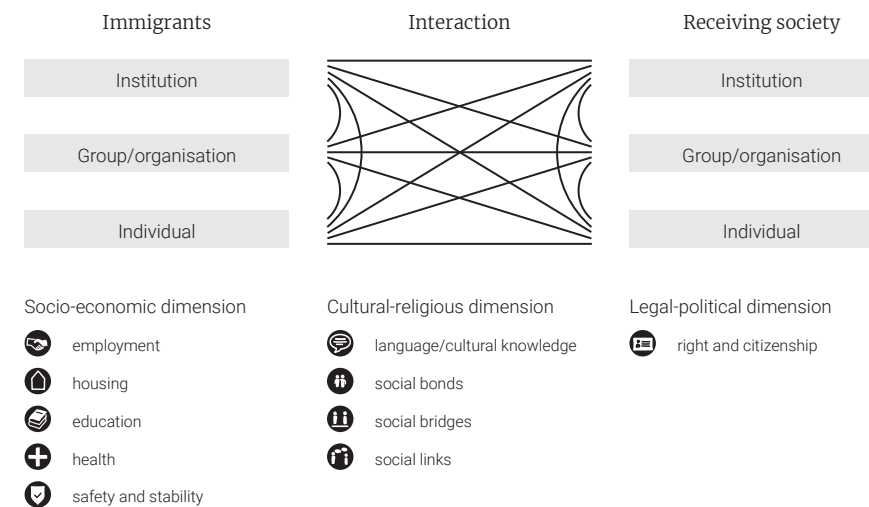 Immigrants
Interaction
Receiving society
Institution
Institution
Group/organisation
Group/organisation
Individual
Individual
Socio-economic dimension
employment
housing
education
health
safety and stability
Cultural-religious dimension
language/cultural knowledge
social bonds
social bridges
social links
Legal-political dimension
right and citizenship